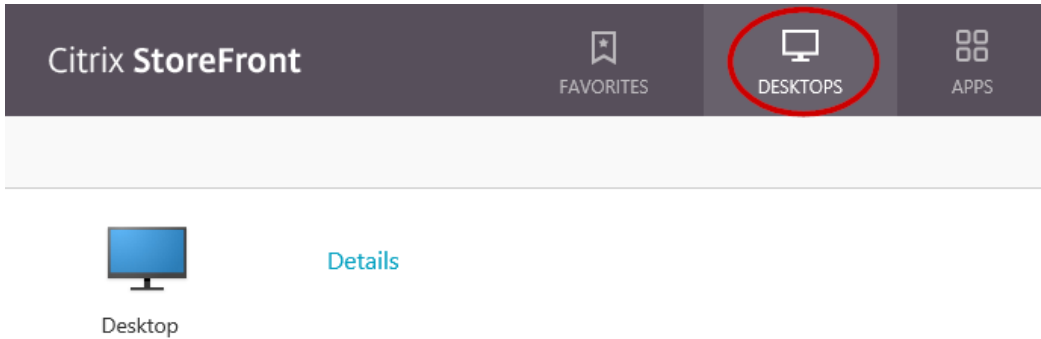 Citrix StoreFront
FAVORITES
DESKTOPS
APPS
Details
Desktop